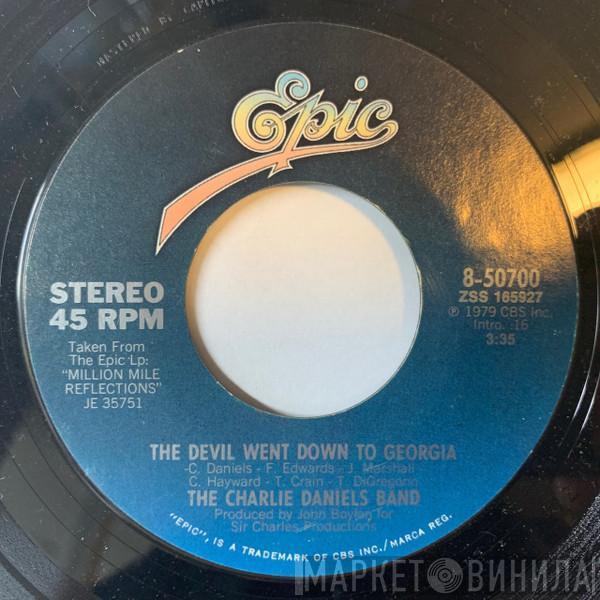 MASTERED BY CAPITOL
Epic
STEREO
45 RPM
8-50700
ZSS 165927
℗ 1979 CBS Inc.
Intro. :16
3:35
Taken From
The Epic Lp:
"MILLION MILE
REFLECTIONS"
JE 35751
THE DEVIL WENT DOWN TO GEORGIA
-C. Daniels - F. Edwards - J. Marshall
C. Hayward - T. Crain - T. DiGregorio
THE CHARLIE DANIELS BAND
Produced by John Boylan for
Sir Charles Productions
"EPIC", IS A TRADEMARK OF CBS INC./MARCA REG.
МАРКЕТ ВИНИЛА